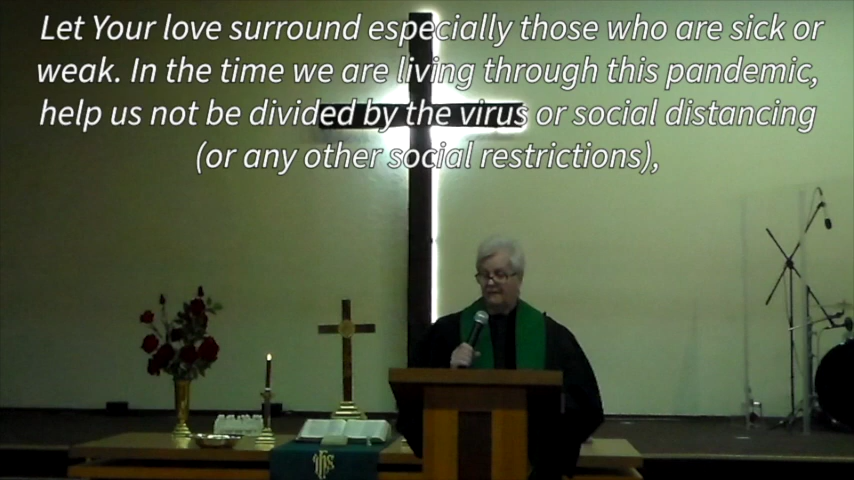 Let Your love surround especially those who are sick or
weak. In the time we are living through this pandemic,
help us not be divided by the virus or social distancing
(or any other social restrictions),
IHS